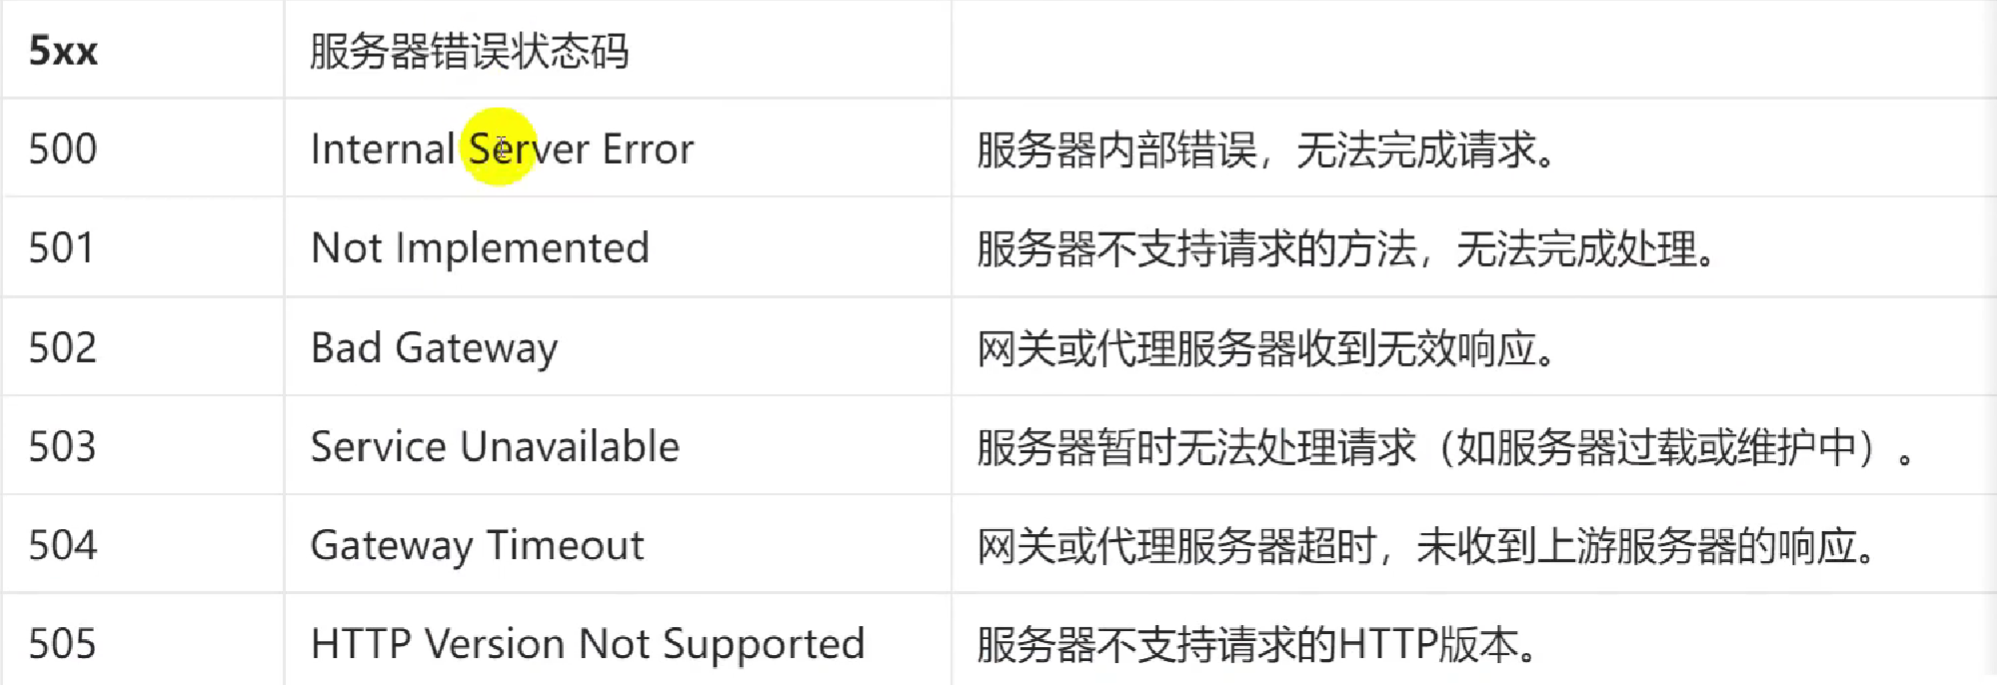 5xx 服务器错误状态码
500 Internal Server Error 服务器内部错误，无法完成请求。
501 Not Implemented 服务器不支持请求的方法，无法完成处理。
502 Bad Gateway 网关或代理服务器收到无效响应。
503 Service Unavailable 服务器暂时无法处理请求（如服务器过载或维护中）。
504 Gateway Timeout 网关或代理服务器超时，未收到上游服务器的响应。
505 HTTP Version Not Supported 服务器不支持请求的HTTP版本。